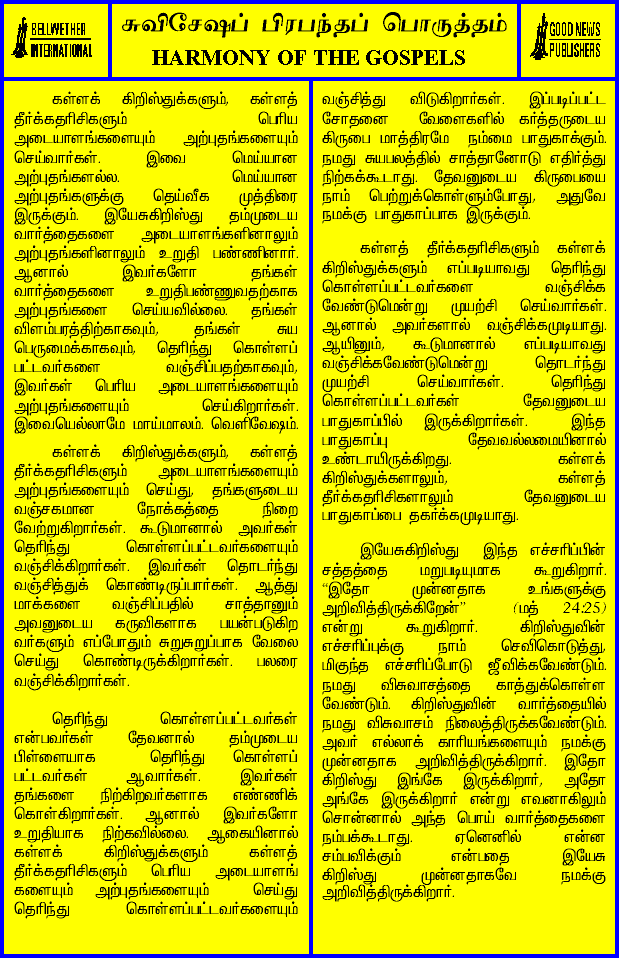 BELLWETHER
INTERNATIONAL
சுவிசேஷப் பிரபந்தப் பொருத்தம்
HARMONY OF THE GOSPELS
GOOD NEWS
PUBLISHERS
கள்ளக் கிறிஸ்துக்களும், கள்ளத்
தீர்க்கதரிசிகளும் பெரிய
அடையாளங்களையும் அற்புதங்களையும்
செய்வார்கள். இவை மெய்யான
அற்புதங்களல்ல. மெய்யான
அற்புதங்களுக்கு தெய்வீக முத்திரை
இருக்கும். இயேசுகிறிஸ்து தம்முடைய
வார்த்தைகளை அடையாளங்களினாலும்
அற்புதங்களினாலும் உறுதி பண்ணினார்.
ஆனால் இவர்களோ தங்கள்
வார்த்தைகளை உறுதிபண்ணுவதற்காக
அற்புதங்களை செய்யவில்லை. தங்கள்
விளம்பரத்திற்காகவும், தங்கள் சுய
பெருமைக்காகவும், தெரிந்து கொள்ளப்
பட்டவர்களை வஞ்சிப்பதற்காகவும்,
இவர்கள் பெரிய அடையாளங்களையும்
அற்புதங்களையும் செய்கிறார்கள்.
இவையெல்லாமே மாய்மாலம். வெளிவேஷம்.
கள்ளக் கிறிஸ்துக்களும், கள்ளத்
தீர்க்கதரிசிகளும் அடையாளங்களையும்
அற்புதங்களையும் செய்து, தங்களுடைய
வஞ்சகமான நோக்கத்தை நிறை
வேற்றுகிறார்கள். கூடுமானால் அவர்கள்
தெரிந்து கொள்ளப்பட்டவர்களையும்
வஞ்சிக்கிறார்கள். இவர்கள் தொடர்ந்து
வஞ்சித்துக் கொண்டிருப்பார்கள். ஆத்து
மாக்களை வஞ்சிப்பதில் சாத்தானும்
அவனுடைய கருவிகளாக பயன்படுகிற
வர்களும் எப்போதும் சுறுசுறுப்பாக வேலை
செய்து கொண்டிருக்கிறார்கள். பலரை
வஞ்சிக்கிறார்கள்.
தெரிந்து கொள்ளப்பட்டவர்கள்
என்பவர்கள் தேவனால் தம்முடைய
பிள்ளையாக தெரிந்து கொள்ளப்
பட்டவர்கள் ஆவார்கள். இவர்கள்
தங்களை நிற்கிறவர்களாக எண்ணிக்
கொள்கிறார்கள். ஆனால் இவர்களோ
உறுதியாக நிற்கவில்லை. ஆகையினால்
கள்ளக் கிறிஸ்துக்களும் கள்ளத்
தீர்க்கதரிசிகளும் பெரிய அடையாளங்
களையும் அற்புதங்களையும் செய்து
தெரிந்து கொள்ளப்பட்டவர்களையும்
வஞ்சித்து விடுகிறார்கள். இப்படிப்பட்ட
சோதனை வேளைகளில் கர்த்தருடைய
கிருபை மாத்திரமே நம்மை பாதுகாக்கும்.
நமது சுயபலத்தில் சாத்தானோடு எதிர்த்து
நிற்கக்கூடாது. தேவனுடைய கிருபையை
நாம் பெற்றுக்கொள்ளும்போது, அதுவே
நமக்கு பாதுகாப்பாக இருக்கும்.
கள்ளத் தீர்க்கதரிசிகளும் கள்ளக்
கிறிஸ்துக்களும் எப்படியாவது தெரிந்து
கொள்ளப்பட்டவர்களை வஞ்சிக்க
வேண்டுமென்று முயற்சி செய்வார்கள்.
ஆனால் அவர்களால் வஞ்சிக்கமுடியாது.
ஆயினும், கூடுமானால் எப்படியாவது
வஞ்சிக்கவேண்டுமென்று தொடர்ந்து
முயற்சி செய்வார்கள். தெரிந்து
கொள்ளப்பட்டவர்கள் தேவனுடைய
பாதுகாப்பில் இருக்கிறார்கள். இந்த
பாதுகாப்பு தேவவல்லமையினால்
உண்டாயிருக்கிறது. கள்ளக்
கிறிஸ்துக்களாலும், கள்ளத்
தீர்க்கதரிசிகளாலும் தேவனுடைய
பாதுகாப்பை தகர்க்கமுடியாது.
இயேசுகிறிஸ்து இந்த எச்சரிப்பின்
சத்தத்தை மறுபடியுமாக கூறுகிறார்.
“இதோ முன்னதாக உங்களுக்கு
அறிவித்திருக்கிறேன்” (மத் 24:25)
என்று கூறுகிறார். கிறிஸ்துவின்
எச்சரிப்புக்கு நாம் செவிகொடுத்து,
மிகுந்த எச்சரிப்போடு ஜீவிக்கவேண்டும்.
நமது விசுவாசத்தை காத்துக்கொள்ள
வேண்டும். கிறிஸ்துவின் வார்த்தையில்
நமது விசுவாசம் நிலைத்திருக்கவேண்டும்.
அவர் எல்லாக் காரியங்களையும் நமக்கு
முன்னதாக அறிவித்திருக்கிறார். இதோ
கிறிஸ்து இங்கே இருக்கிறார், அதோ
அங்கே இருக்கிறார் என்று எவனாகிலும்
சொன்னால் அந்த பொய் வார்த்தைகளை
நம்பக்கூடாது. ஏனெனில் என்ன
சம்பவிக்கும் என்பதை இயேசு
கிறிஸ்து முன்னதாகவே நமக்கு
அறிவித்திருக்கிறார்.